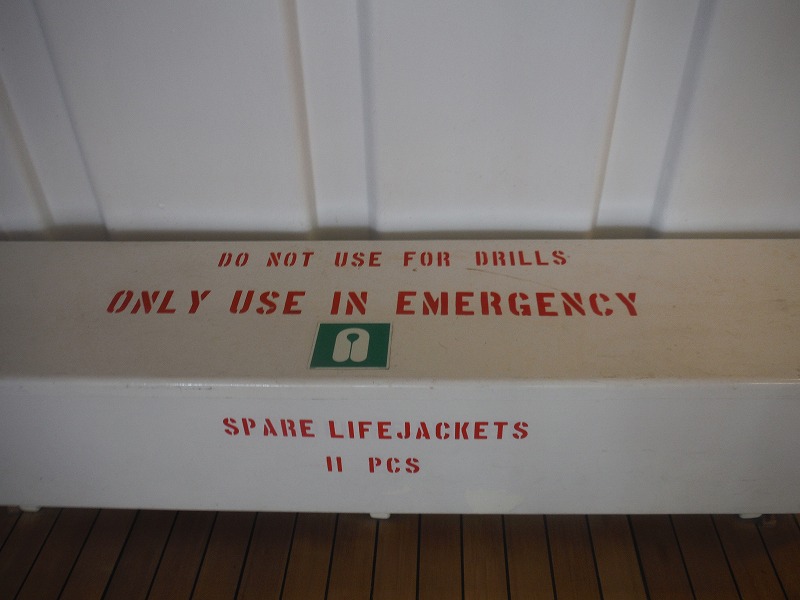 DO NOT USE FOR DRILLS
ONLY USE IN EMERGENCY
SPARE LIFEJACKETS
11 PCS